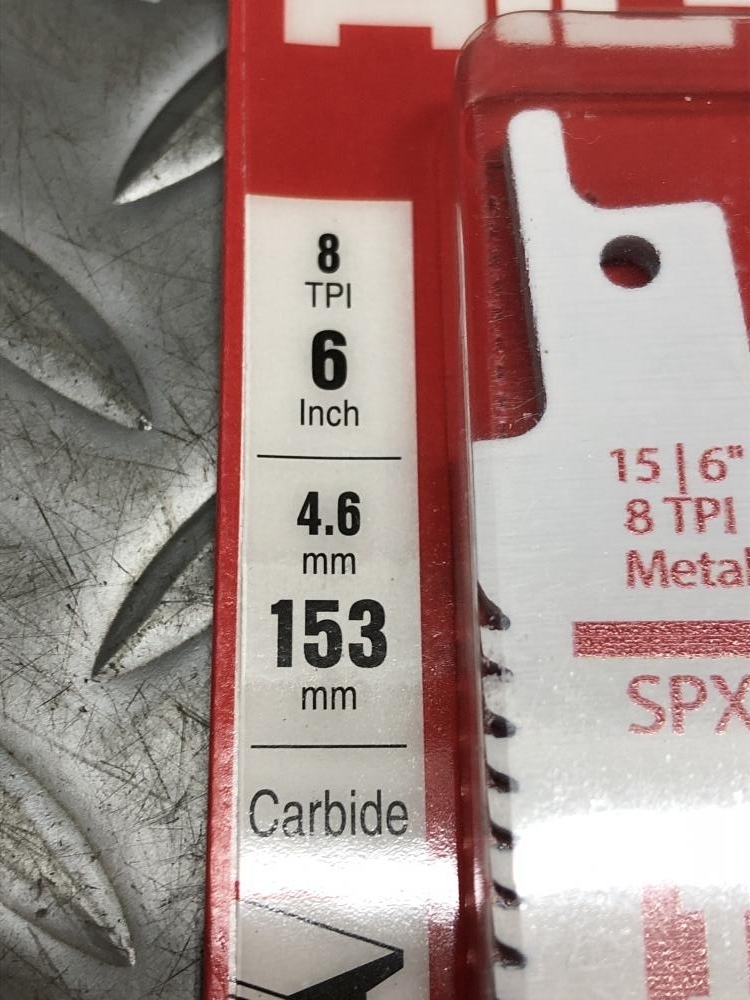 8
TPI
6
Inch
4.6
mm
153
mm
Carbide
15|6"
8 TPI
Metal
SPX